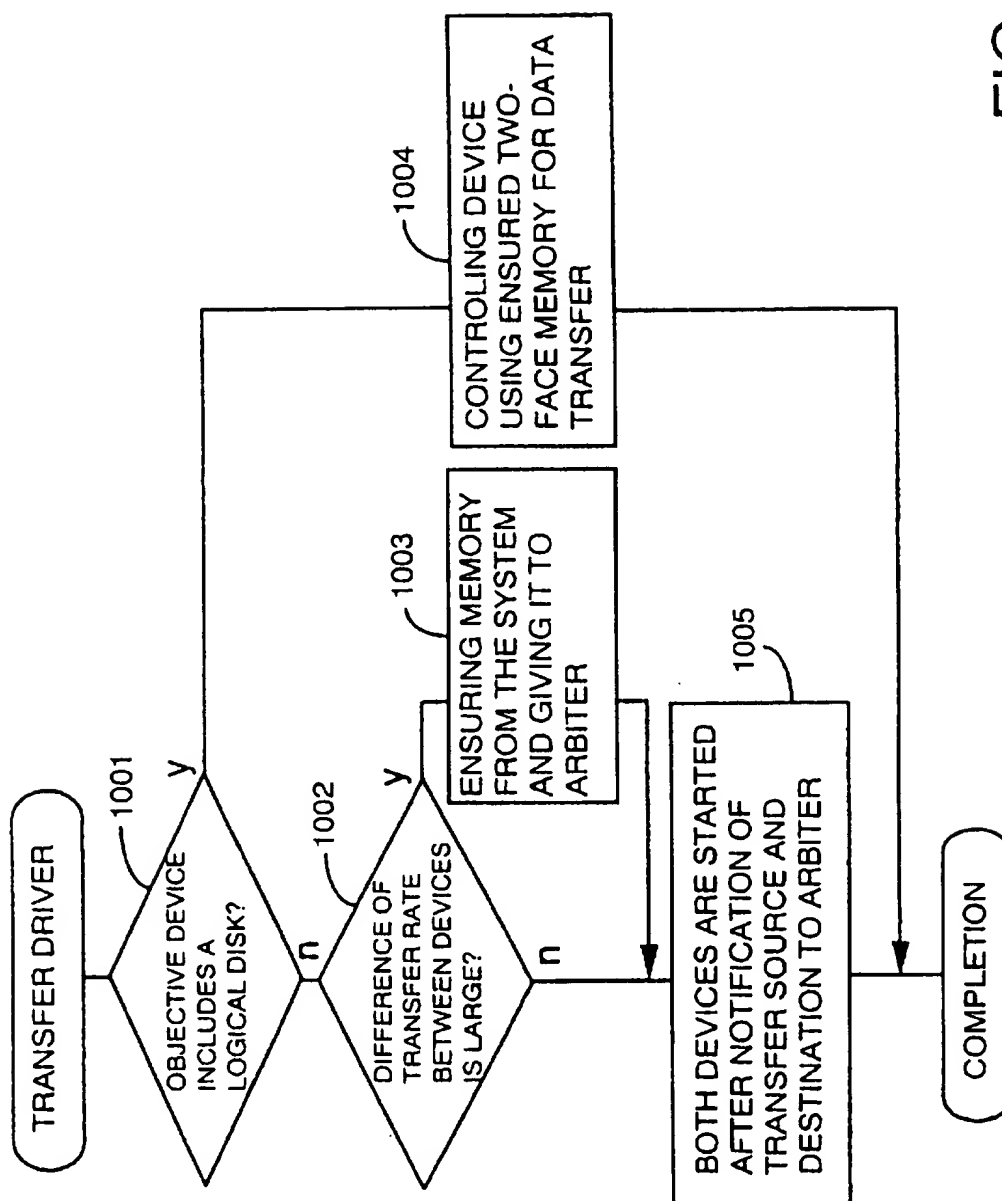 TRANSFER DRIVER
1001
OBJECTIVE DEVICE
INCLUDES A
LOGICAL DISK?
y
n
1002
DIFFERENCE OF
TRANSFER RATE
BETWEEN DEVICES
IS LARGE?
y
n
1003
ENSURING MEMORY
FROM THE SYSTEM
AND GIVING IT TO
ARBITER
1004
CONTROLING DEVICE
USING ENSURED TWO-
FACE MEMORY FOR DATA
TRANSFER
1005
BOTH DEVICES ARE STARTED
AFTER NOTIFICATION OF
TRANSFER SOURCE AND
DESTINATION TO ARBITER
COMPLETION